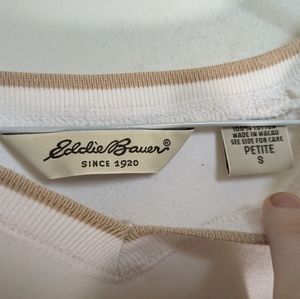 Eddie Bauer®
SINCE 1920
100% COTTON
MADE IN MACAU
SEE SIDE FOR CARE
PETITE
S